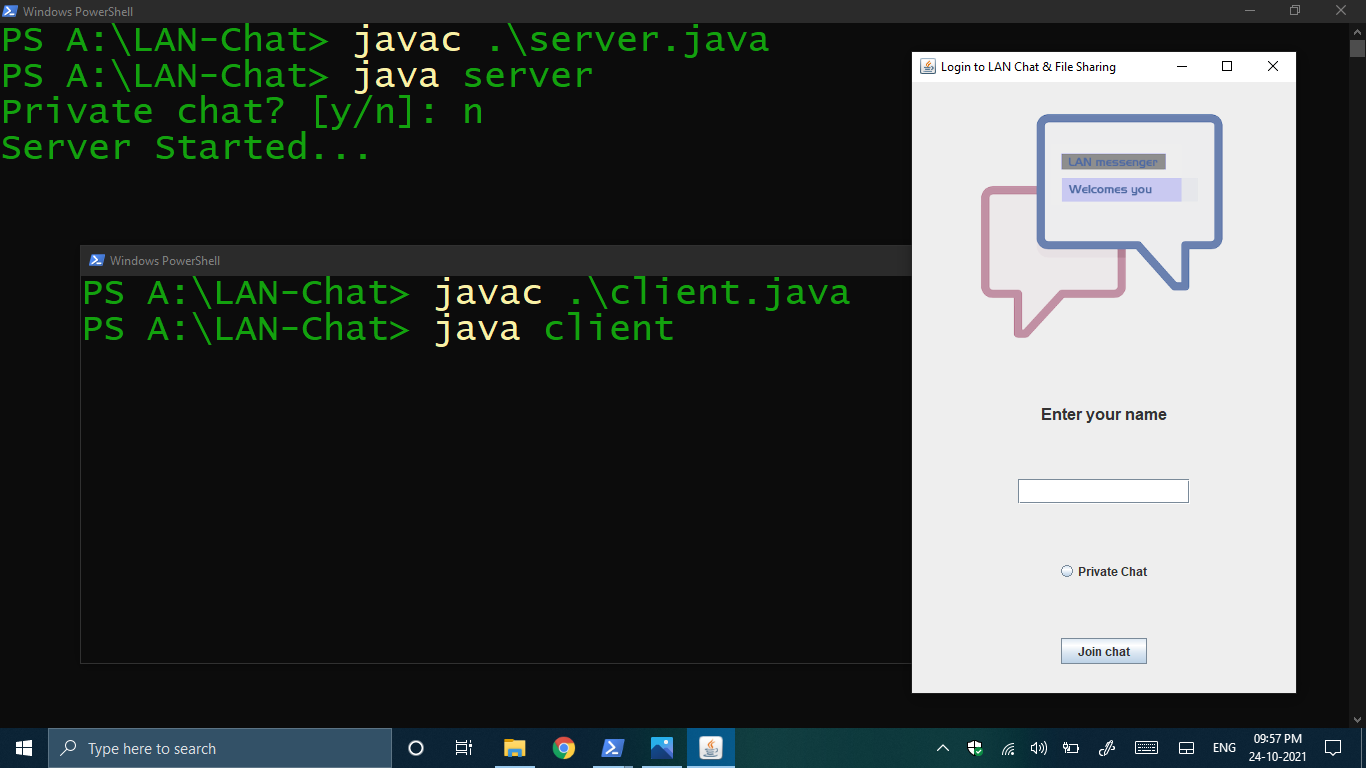 Windows PowerShell
PS A:\LAN-Chat> javac .\server.java
PS A:\LAN-Chat> java server
Private chat? [y/n]: n
Server Started...
Windows PowerShell
PS A:\LAN-Chat> javac .\client.java
PS A:\LAN-Chat> java client
Login to LAN Chat & File Sharing
LAN messenger
Welcomes you
Enter your name
Private Chat
Join chat
Type here to search
ENG
09:57 PM
24-10-2021